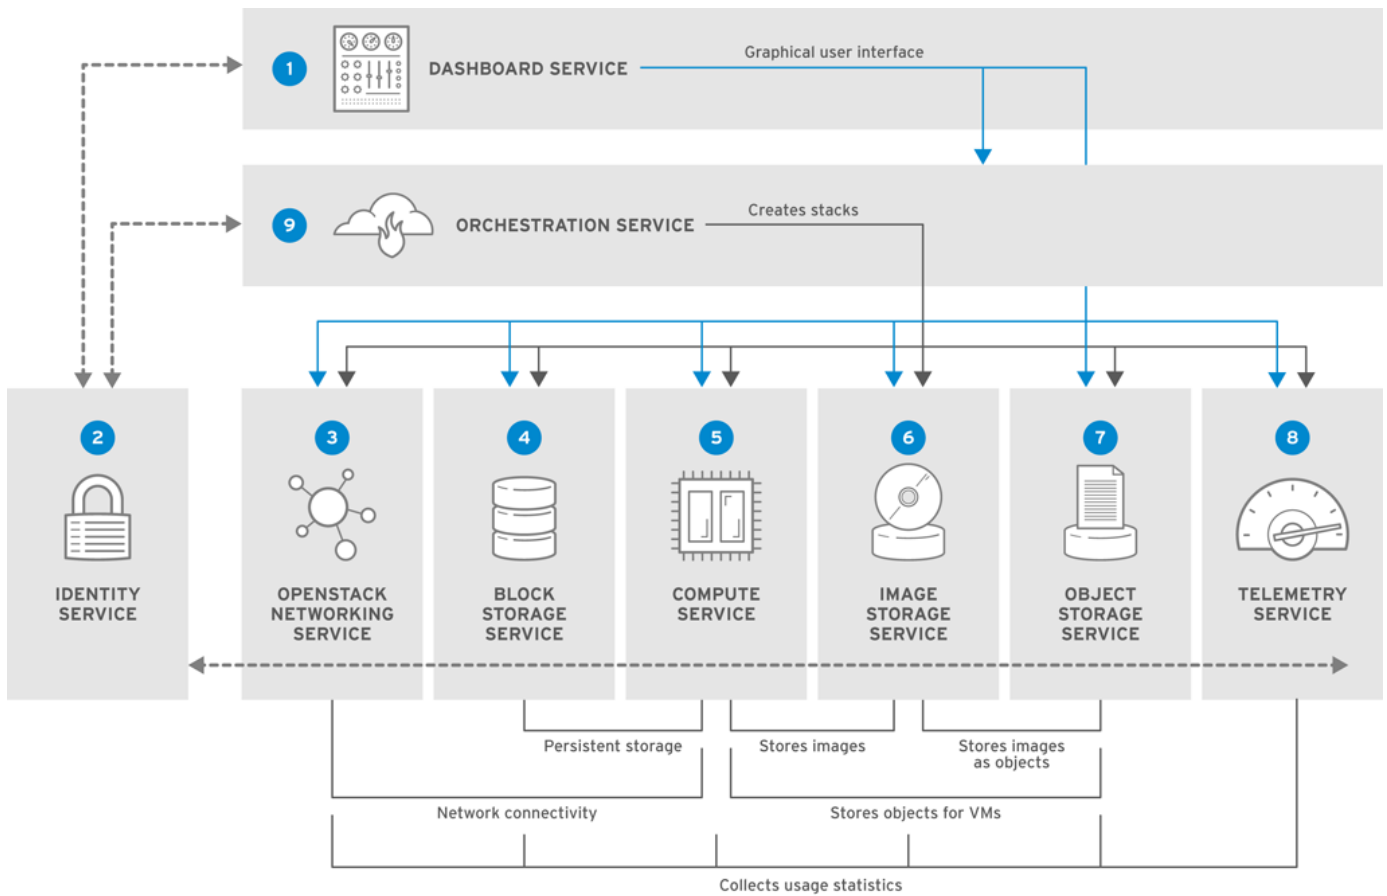 1
DASHBOARD SERVICE
Graphical user interface
9
ORCHESTRATION SERVICE
Creates stacks
2
IDENTITY
SERVICE
3
OPENSTACK
NETWORKING
SERVICE
4
BLOCK
STORAGE
SERVICE
5
COMPUTE
SERVICE
6
IMAGE
STORAGE
SERVICE
7
OBJECT
STORAGE
SERVICE
8
TELEMETRY
SERVICE
Persistent storage
Stores images
Stores images
as objects
Network connectivity
Stores objects for VMs
Collects usage statistics